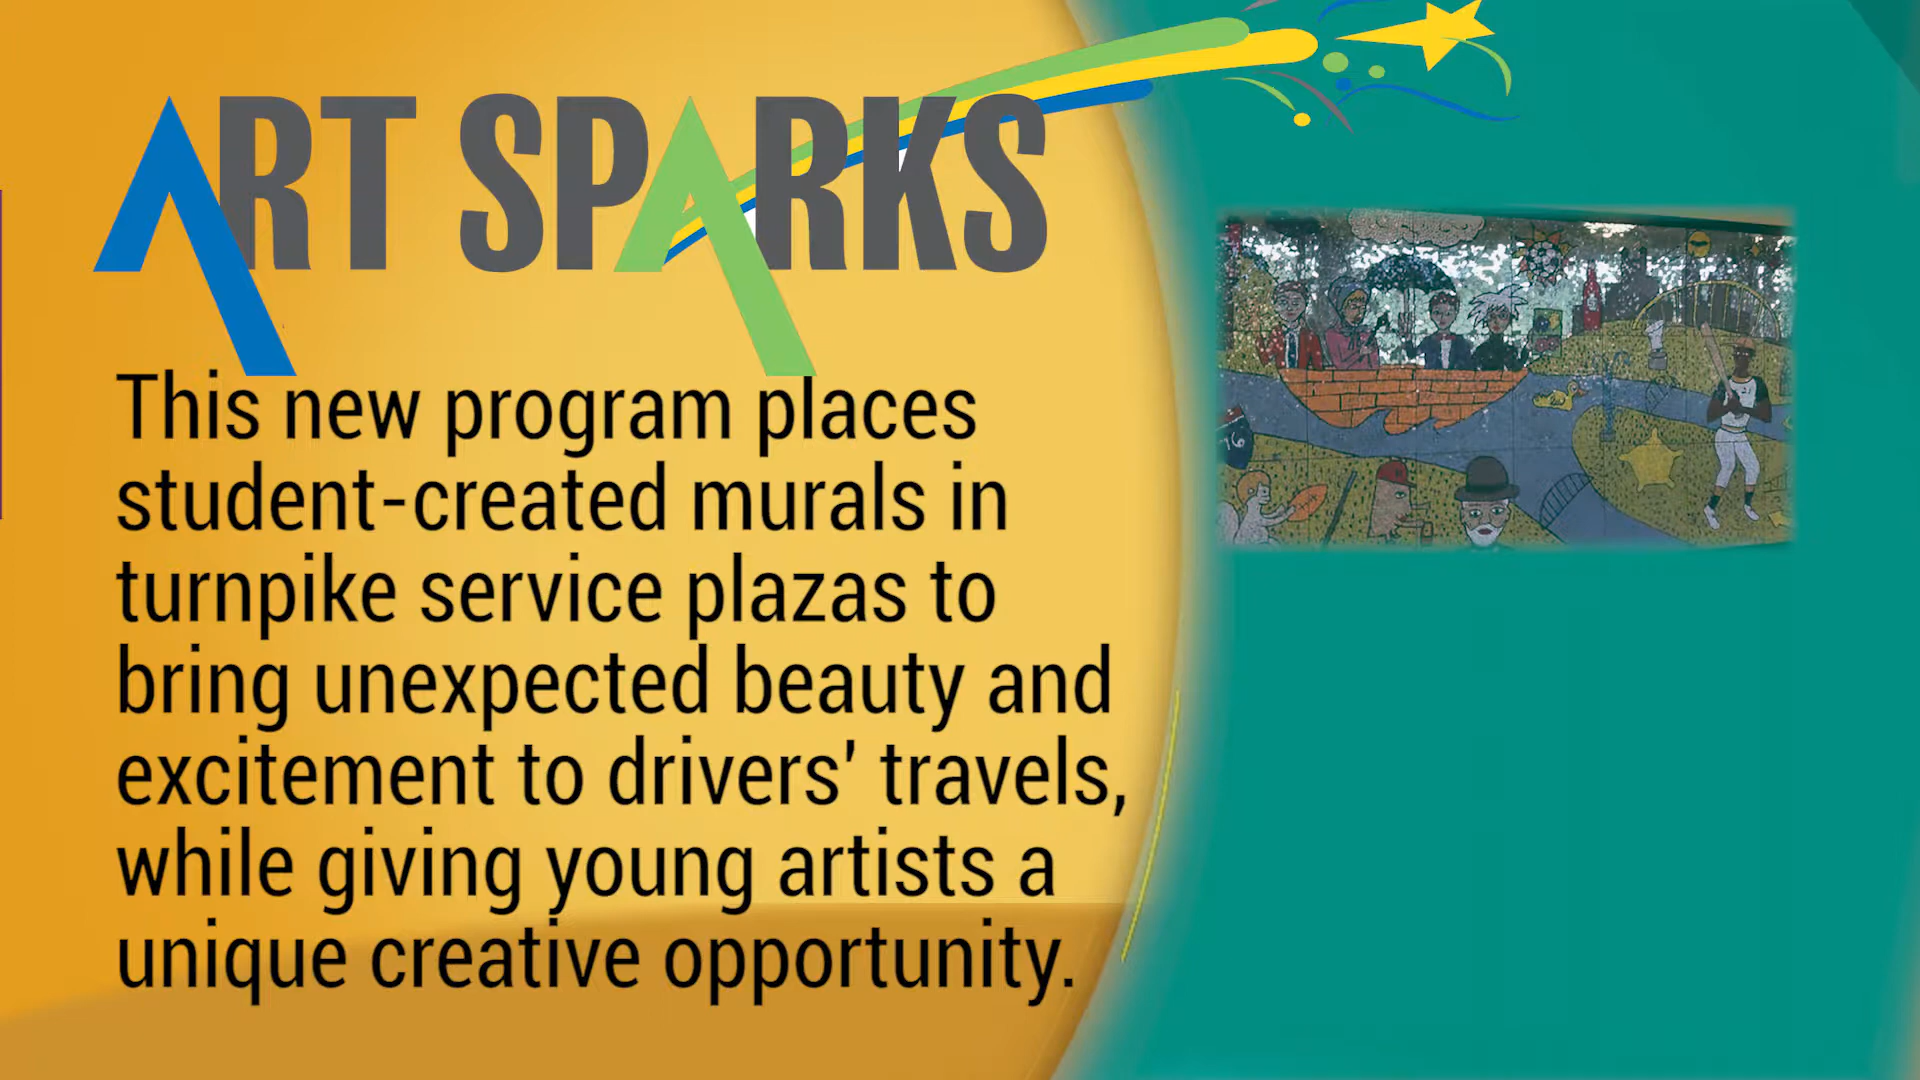 ART SPARKS
This new program places
student-created murals in
turnpike service plazas to
bring unexpected beauty and
excitement to drivers' travels,
while giving young artists a
unique creative opportunity.
76